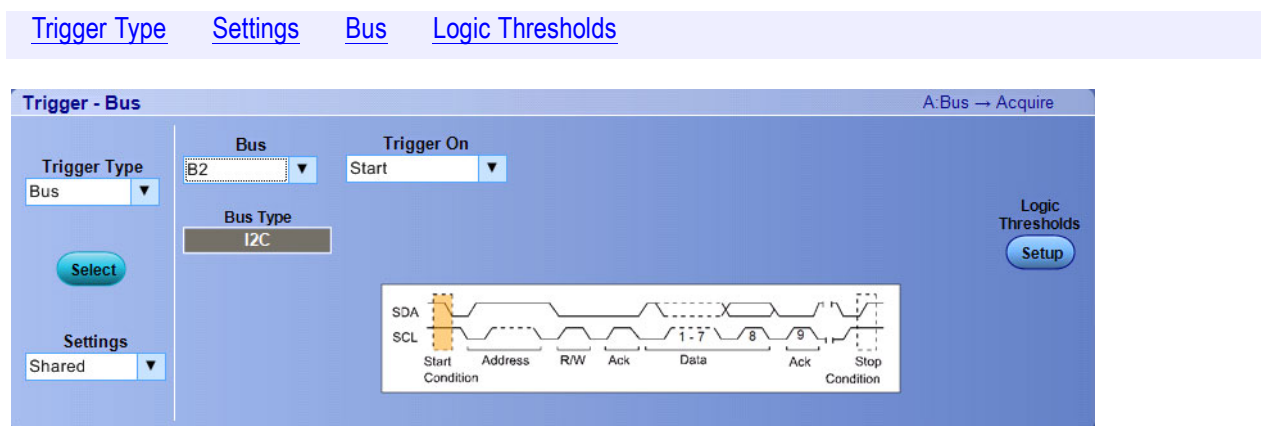 Trigger Type Settings Bus Logic Thresholds
Trigger - Bus A:Bus → Acquire
Trigger Type
Bus ▼
Select
Settings
Shared ▼
Bus
B2 ▼
Trigger On
Start ▼
Bus Type
I2C
Logic
Thresholds
Setup
SDA
SCL 1 - 7 8 9
Start
Condition
Address R/W Ack Data Ack
Stop
Condition